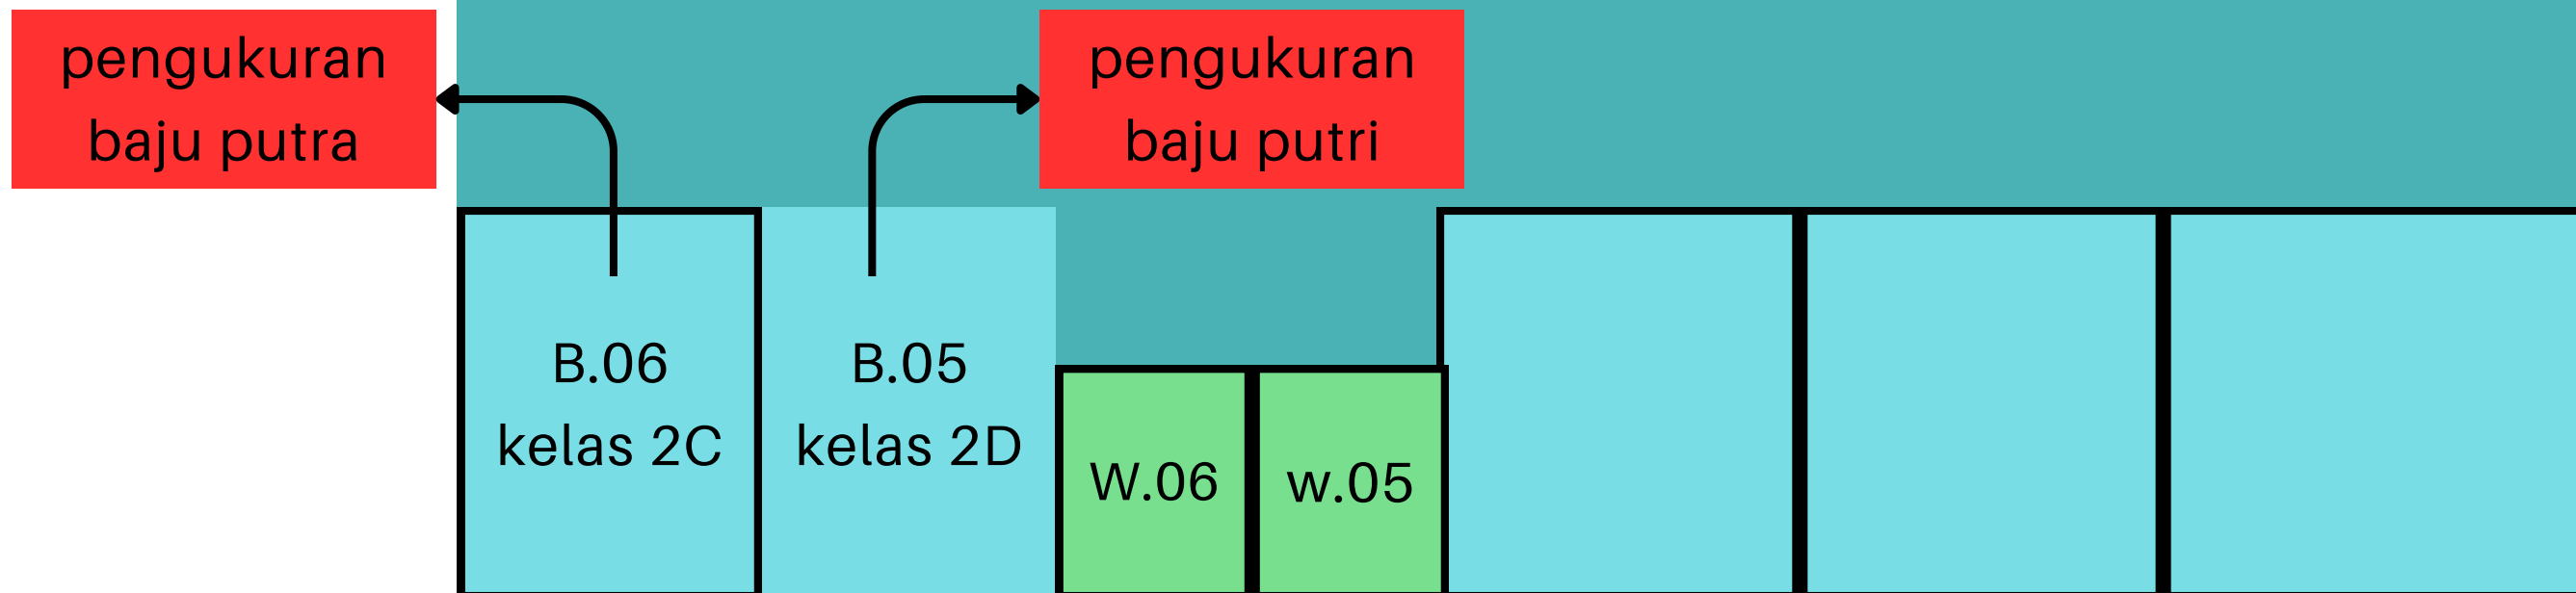 pengukuran
baju putra
pengukuran
baju putri
B.06
kelas 2C
B.05
kelas 2D
W.06
w.05